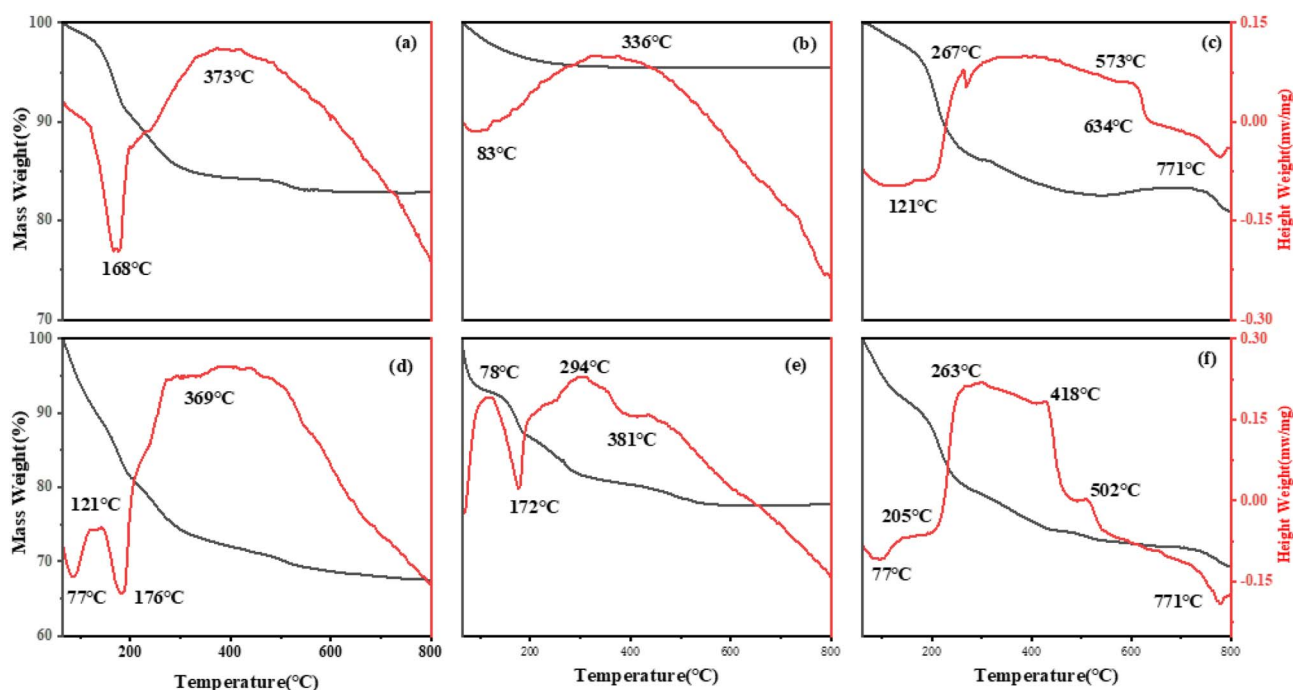 100
90
80
70
Mass Weight(%)
(a)
373°C
168°C
(b)
336°C
83°C
(c)
267°C
573°C
634°C
771°C
121°C
0.15
0.00
-0.15
-0.30
Height Weight(mw/mg)
100
90
80
70
60
Mass Weight(%)
(d)
369°C
121°C
77°C
176°C
200
400
600
800
Temperature(°C)
(e)
78°C
294°C
381°C
172°C
200
400
600
800
Temperature(°C)
(f)
263°C
418°C
205°C
502°C
77°C
771°C
200
400
600
800
Temperature(°C)
0.30
0.15
0.00
-0.15
Height Weight(mw/mg)